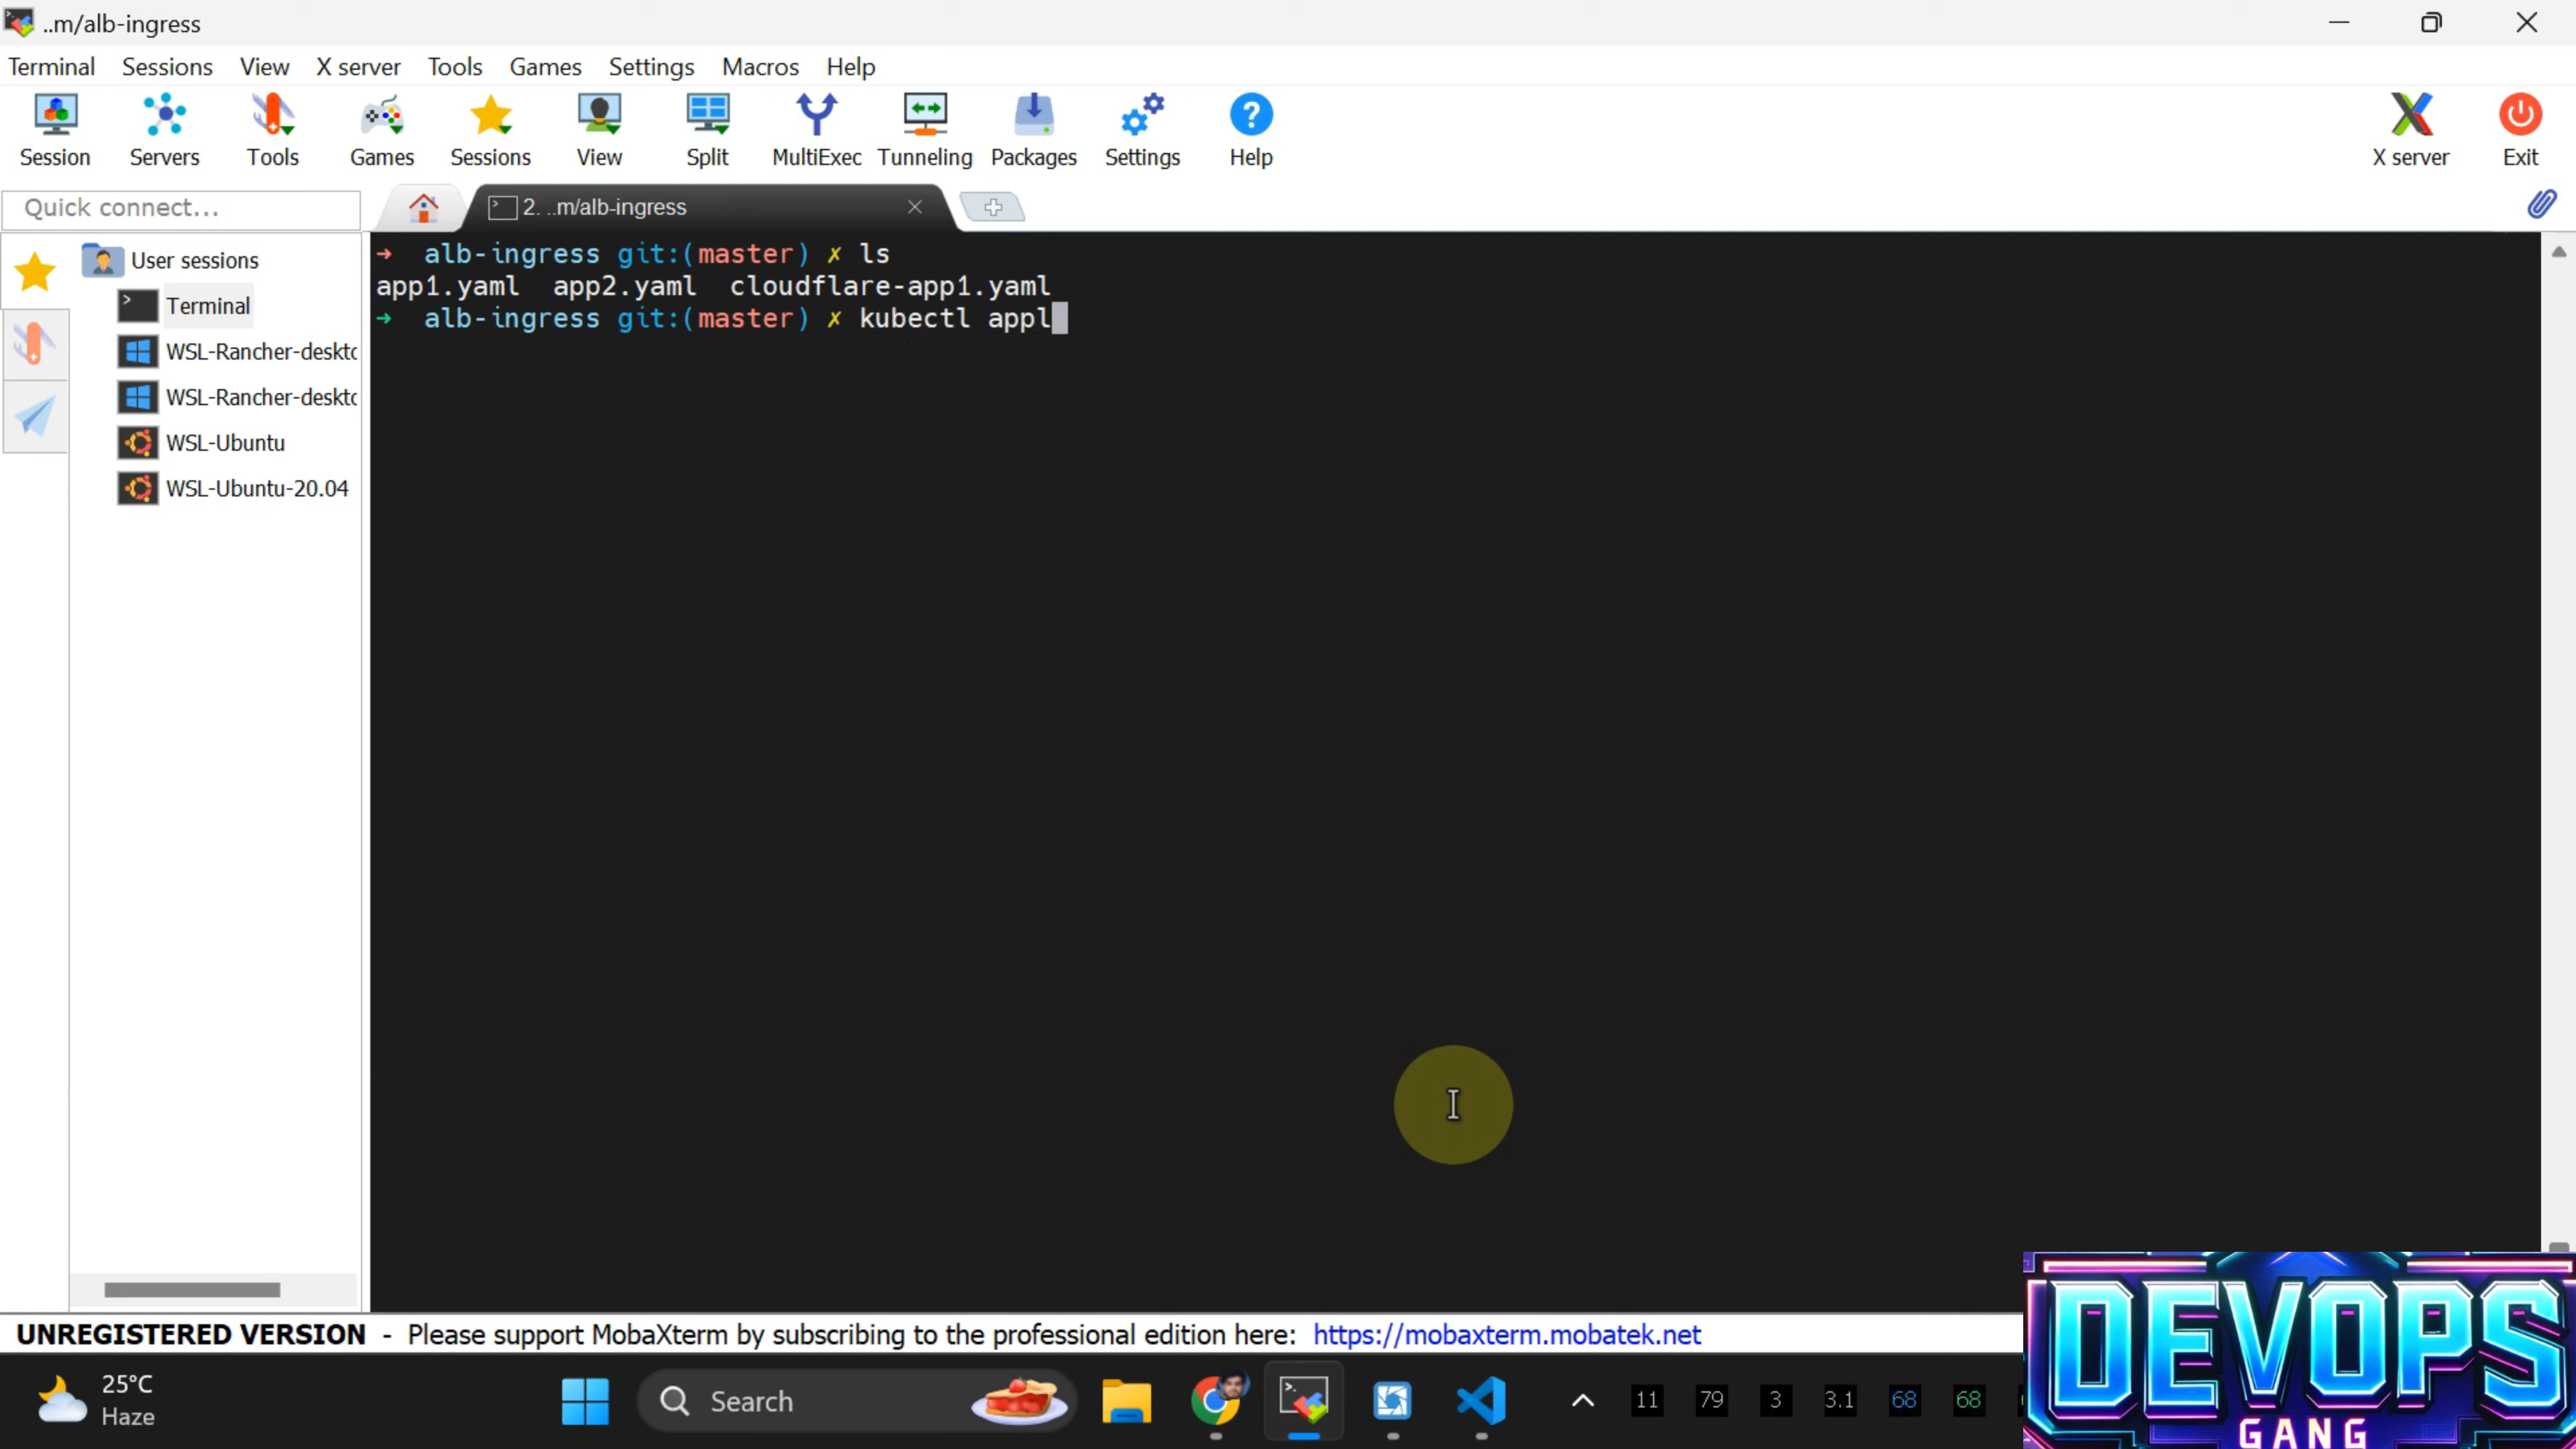 ..m/alb-ingress
Terminal Sessions View X server Tools Games Settings Macros Help
Session Servers Tools Games Sessions View Split MultiExec Tunneling Packages Settings Help X server Exit
Quick connect...
2. ..m/alb-ingress
User sessions
Terminal
WSL-Rancher-deskto
WSL-Rancher-deskto
WSL-Ubuntu
WSL-Ubuntu-20.04
➜ alb-ingress git:(master) ✗ ls
app1.yaml app2.yaml cloudflare-app1.yaml
➜ alb-ingress git:(master) ✗ kubectl appl
UNREGISTERED VERSION - Please support MobaXterm by subscribing to the professional edition here: https://mobaxterm.mobatek.net
25°C
Haze
Search
11 79 3 3.1 68 68
DEVOPS
GANG